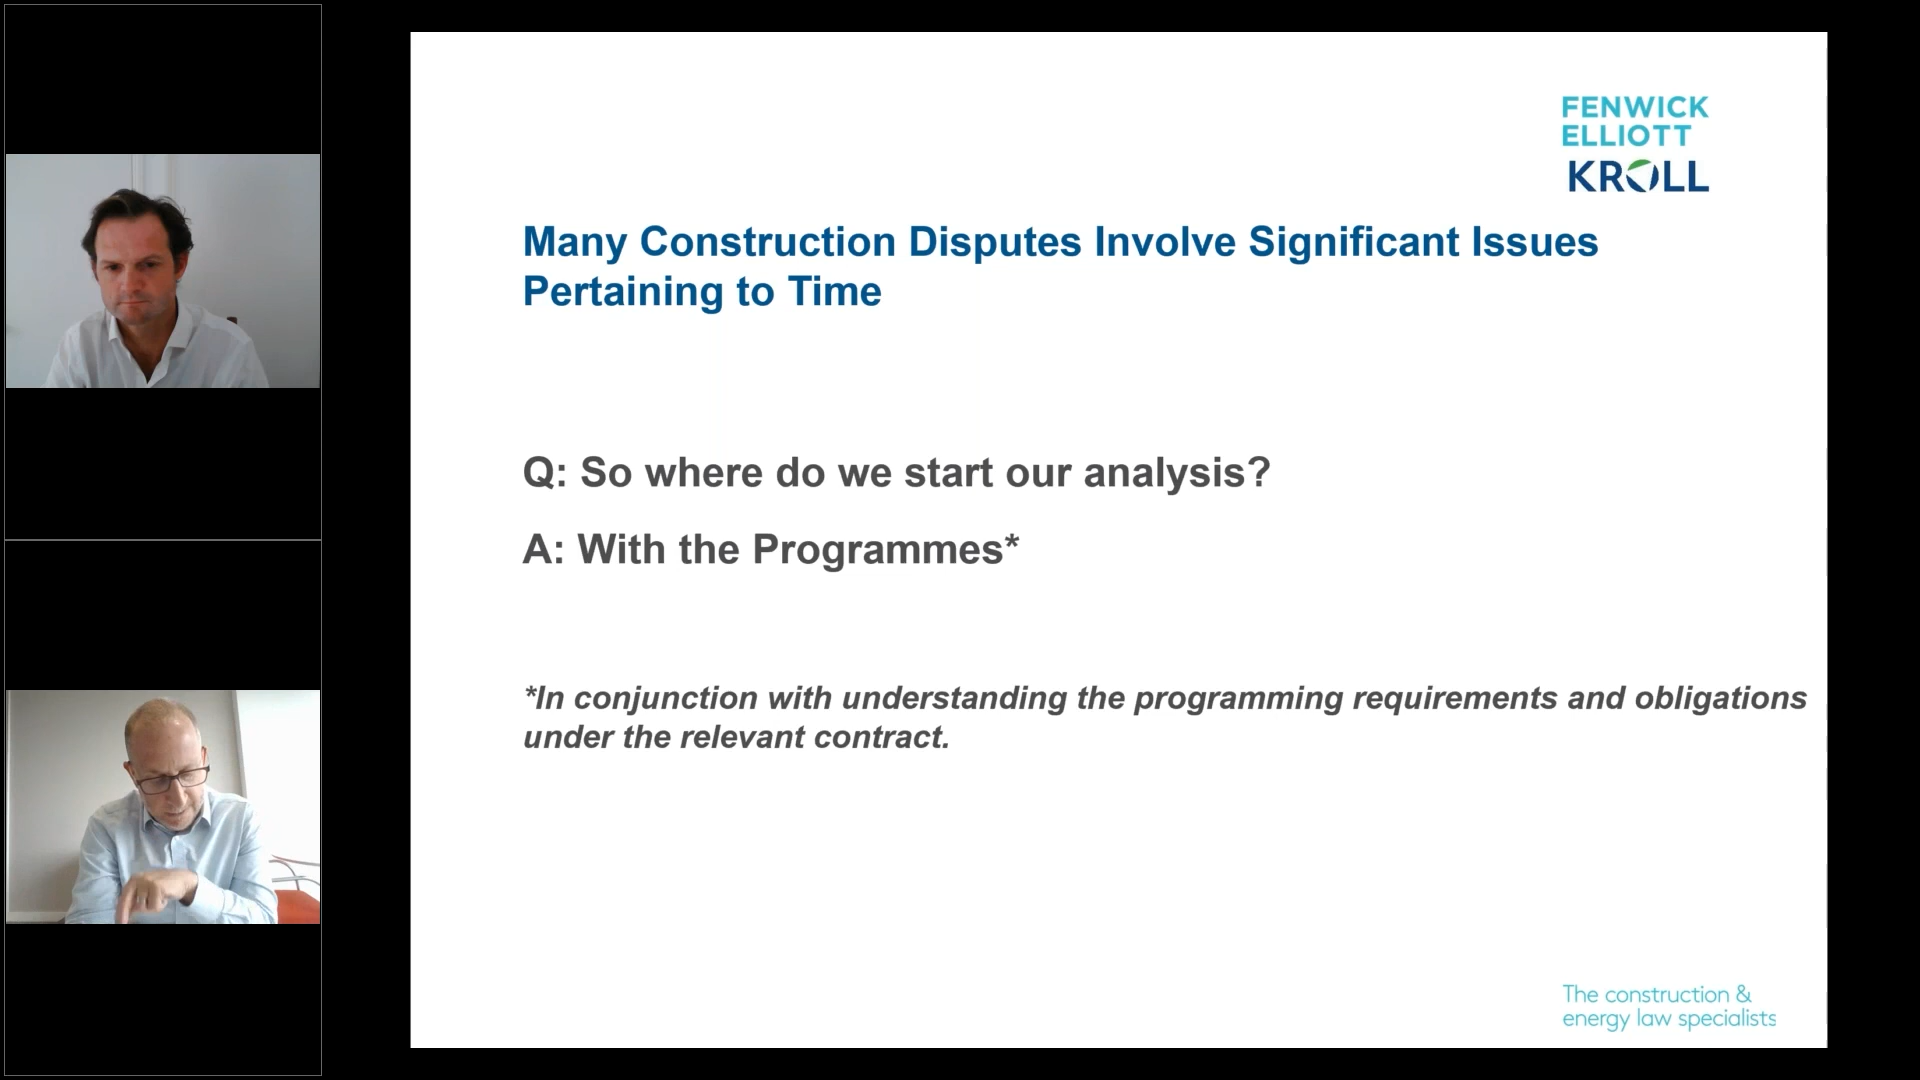 FENWICK
ELLIOTT
KROLL
Many Construction Disputes Involve Significant Issues
Pertaining to Time
Q: So where do we start our analysis?
A: With the Programmes*
*In conjunction with understanding the programming requirements and obligations
under the relevant contract.
The construction &
energy law specialists